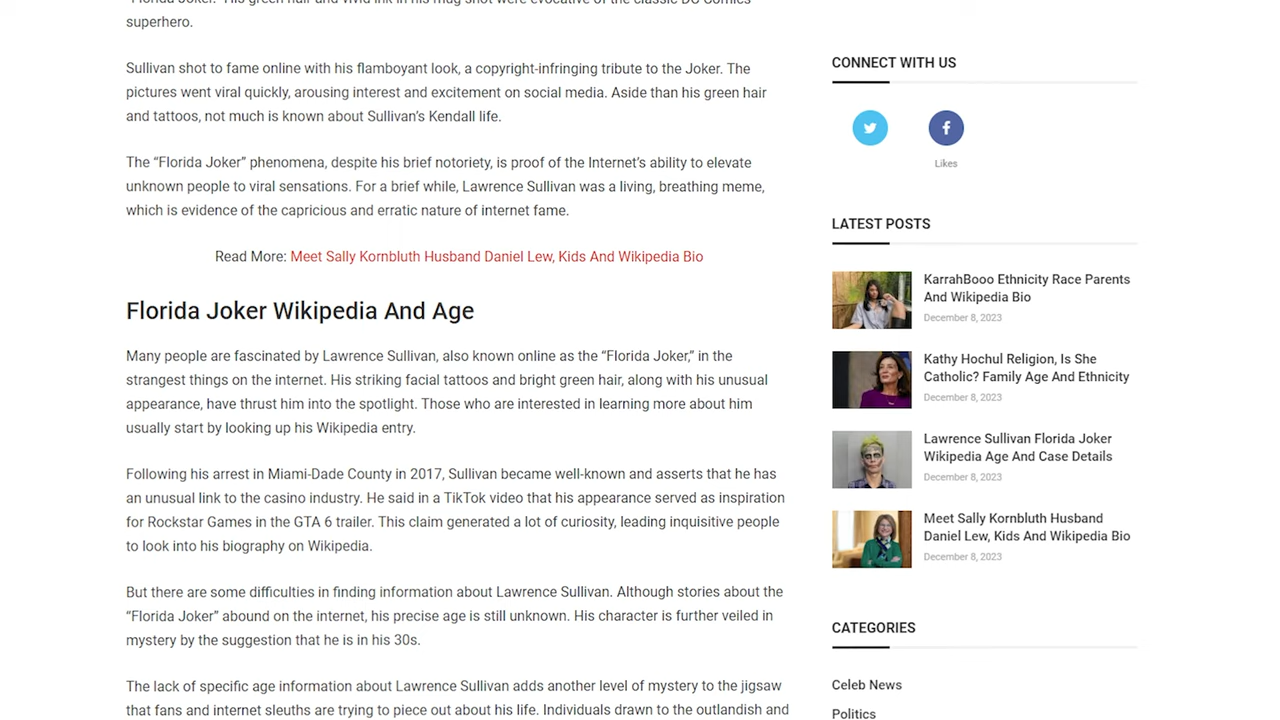 "Florida Joker." His green hair and vivid ink in his mug shot were evocative of the classic DC Comics
superhero.
Sullivan shot to fame online with his flamboyant look, a copyright-infringing tribute to the Joker. The
pictures went viral quickly, arousing interest and excitement on social media. Aside than his green hair
and tattoos, not much is known about Sullivan’s Kendall life.
The “Florida Joker” phenomena, despite his brief notoriety, is proof of the Internet’s ability to elevate
unknown people to viral sensations. For a brief while, Lawrence Sullivan was a living, breathing meme,
which is evidence of the capricious and erratic nature of internet fame.
Read More: Meet Sally Kornbluth Husband Daniel Lew, Kids And Wikipedia Bio
Florida Joker Wikipedia And Age
Many people are fascinated by Lawrence Sullivan, also known online as the “Florida Joker,” in the
strangest things on the internet. His striking facial tattoos and bright green hair, along with his unusual
appearance, have thrust him into the spotlight. Those who are interested in learning more about him
usually start by looking up his Wikipedia entry.
Following his arrest in Miami-Dade County in 2017, Sullivan became well-known and asserts that he has
an unusual link to the casino industry. He said in a TikTok video that his appearance served as inspiration
for Rockstar Games in the GTA 6 trailer. This claim generated a lot of curiosity, leading inquisitive people
to look into his biography on Wikipedia.
But there are some difficulties in finding information about Lawrence Sullivan. Although stories about the
“Florida Joker” abound on the internet, his precise age is still unknown. His character is further veiled in
mystery by the suggestion that he is in his 30s.
The lack of specific age information about Lawrence Sullivan adds another level of mystery to the jigsaw
that fans and internet sleuths are trying to piece out about his life. Individuals drawn to the outlandish and
CONNECT WITH US
Likes
LATEST POSTS
KarrahBooo Ethnicity Race Parents
And Wikipedia Bio
December 8, 2023
Kathy Hochul Religion, Is She
Catholic? Family Age And Ethnicity
December 8, 2023
Lawrence Sullivan Florida Joker
Wikipedia Age And Case Details
December 8, 2023
Meet Sally Kornbluth Husband
Daniel Lew, Kids And Wikipedia Bio
December 8, 2023
CATEGORIES
Celeb News
Politics